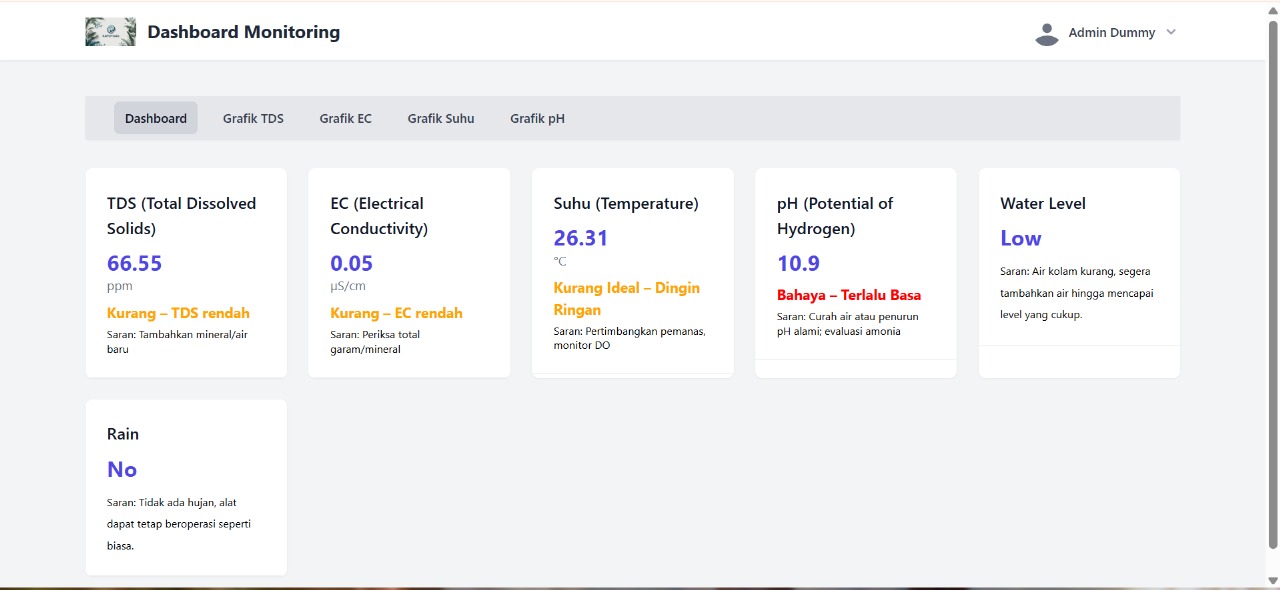 Dashboard Monitoring
Admin Dummy
Dashboard
Grafik TDS
Grafik EC
Grafik Suhu
Grafik pH
TDS (Total Dissolved
Solids)
66.55
ppm
Kurang – TDS rendah
Saran: Tambahkan mineral/air
baru
EC (Electrical
Conductivity)
0.05
µS/cm
Kurang – EC rendah
Saran: Periksa total
garam/mineral
Suhu (Temperature)
26.31
°C
Kurang Ideal – Dingin
Ringan
Saran: Pertimbangkan pemanas,
monitor DO
pH (Potential of
Hydrogen)
10.9
Bahaya – Terlalu Basa
Saran: Curah air atau penurun
pH alami; evaluasi amonia
Water Level
Low
Saran: Air kolam kurang, segera
tambahkan air hingga mencapai
level yang cukup.
Rain
No
Saran: Tidak ada hujan, alat
dapat tetap beroperasi seperti
biasa.